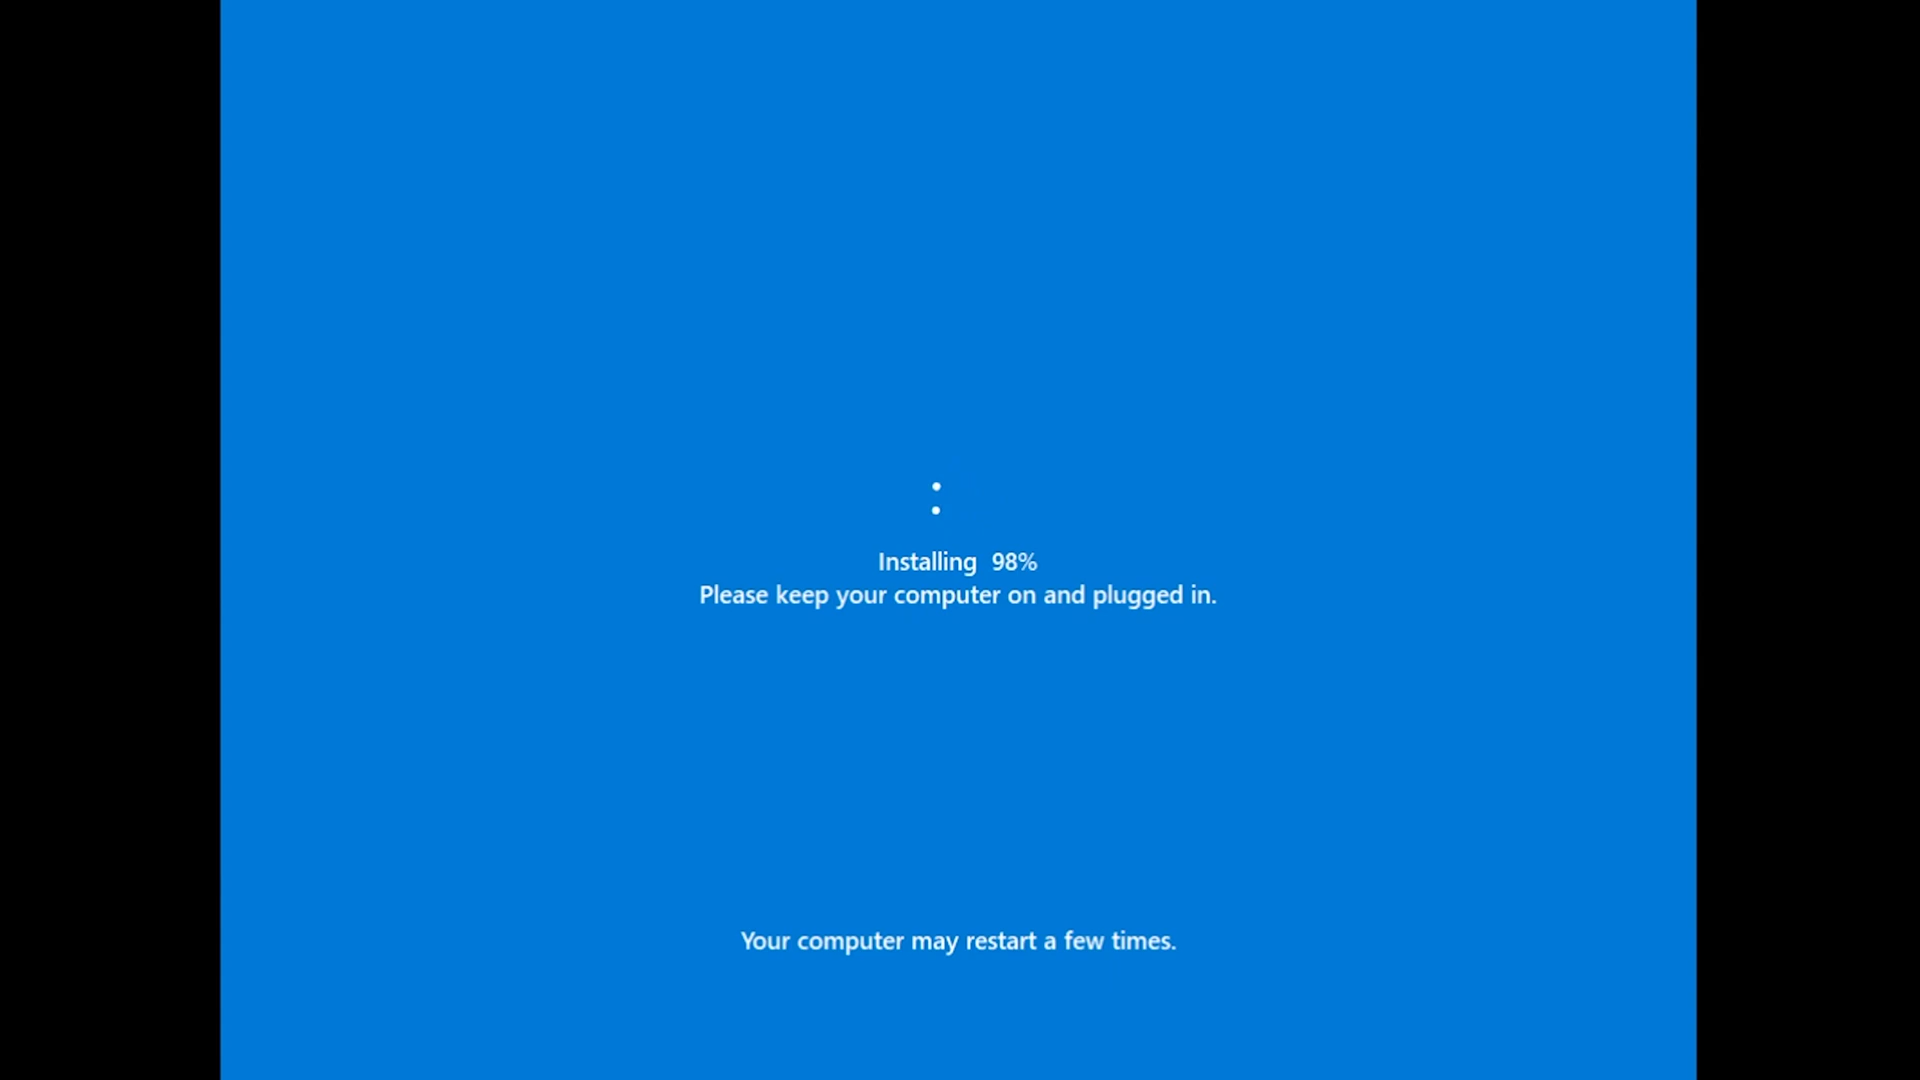 Installing 98%
Please keep your computer on and plugged in.
Your computer may restart a few times.